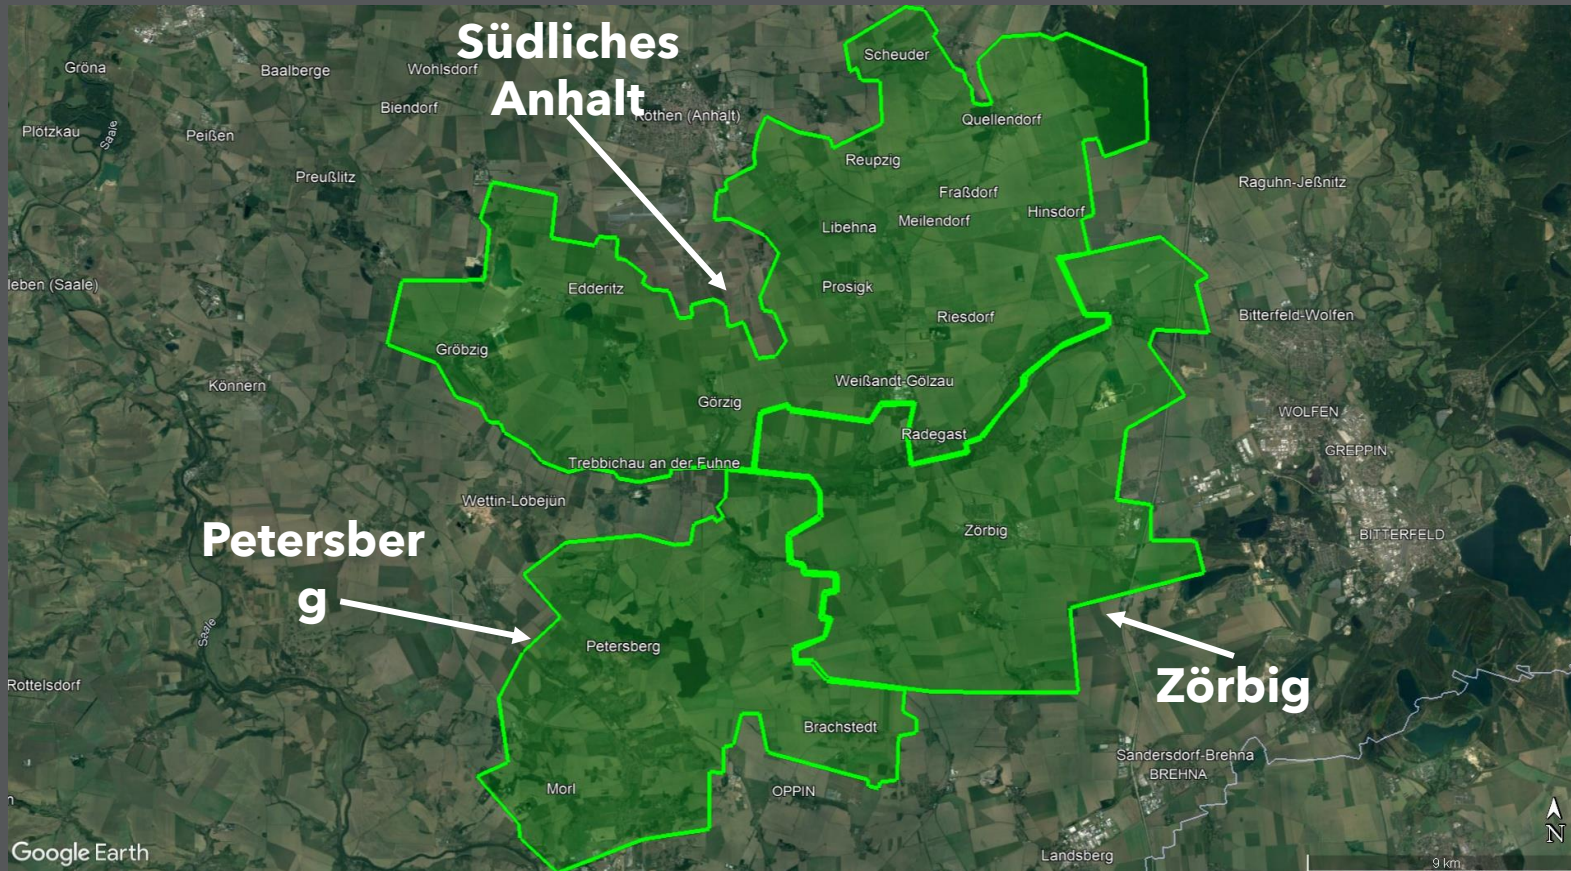 Südliches
Anhalt
Scheuder
Gröna
Baalberge
Wohlsdorf
Biendorf
Köthen (Anhalt)
Quellendorf
Plötzkau
Saale
Peißen
Reupzig
Preußlitz
Raguhn-Jeßnitz
Fraßdorf
Hinsdorf
Libehna
Meilendorf
leben (Saale)
Edderitz
Prosigk
Riesdorf
Bitterfeld-Wolfen
Gröbzig
Könnern
Weißandt-Gölzau
Görzig
WOLFEN
Radegast
GREPPIN
Trebbichau an der Fuhne
Wettin-Löbejün
Zörbig
BITTERFELD
Petersber
g
Saale
Petersberg
Rottelsdorf
Zörbig
Brachstedt
Sandersdorf-Brehna
BREHNA
Morl
OPPIN
N
Google Earth
Landsberg
9 km